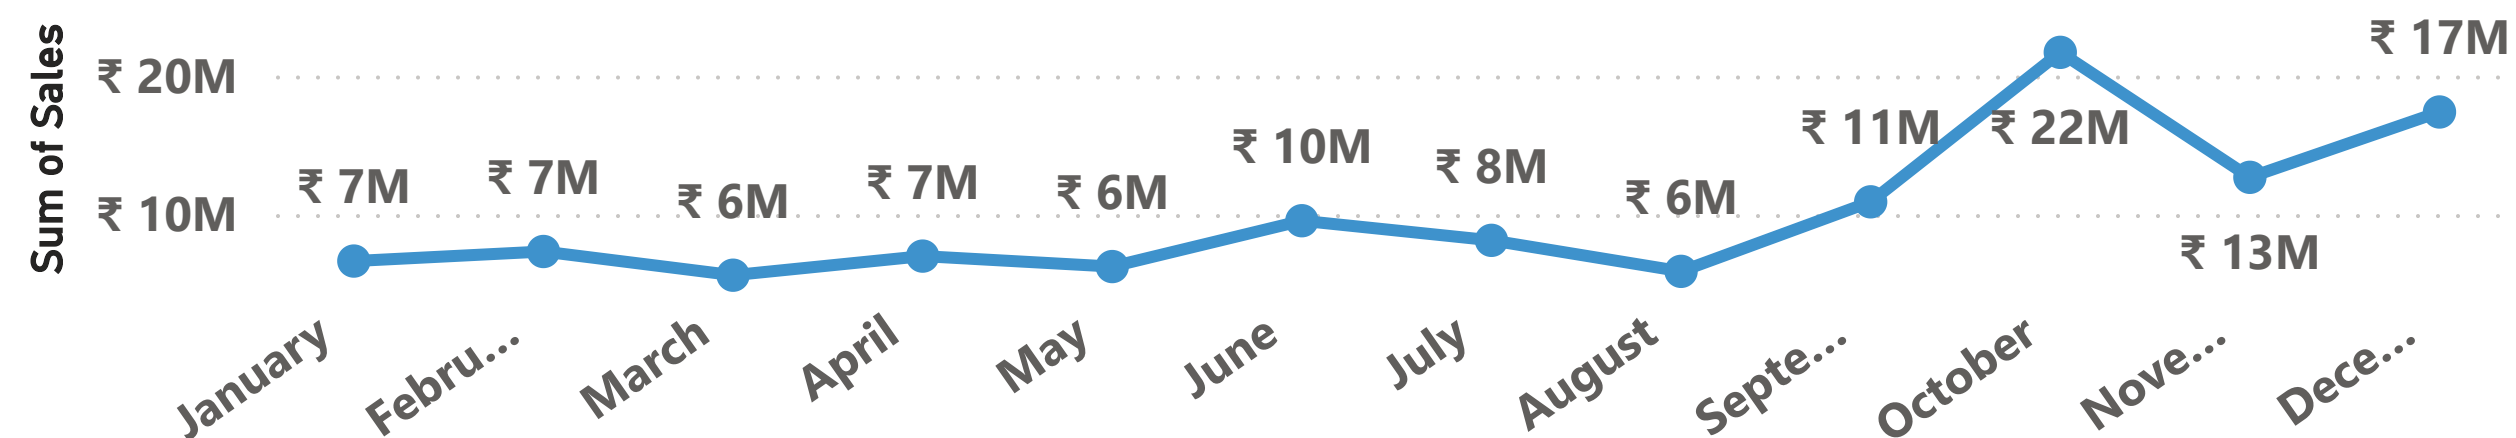 Sum of Sales
₹ 20M
₹ 10M
₹ 7M
₹ 7M
₹ 6M
₹ 7M
₹ 6M
₹ 10M
₹ 8M
₹ 6M
₹ 11M
₹ 22M
₹ 13M
₹ 17M
January
Febru...
March
April
May
June
July
August
Septe...
October
Nove...
Dece...